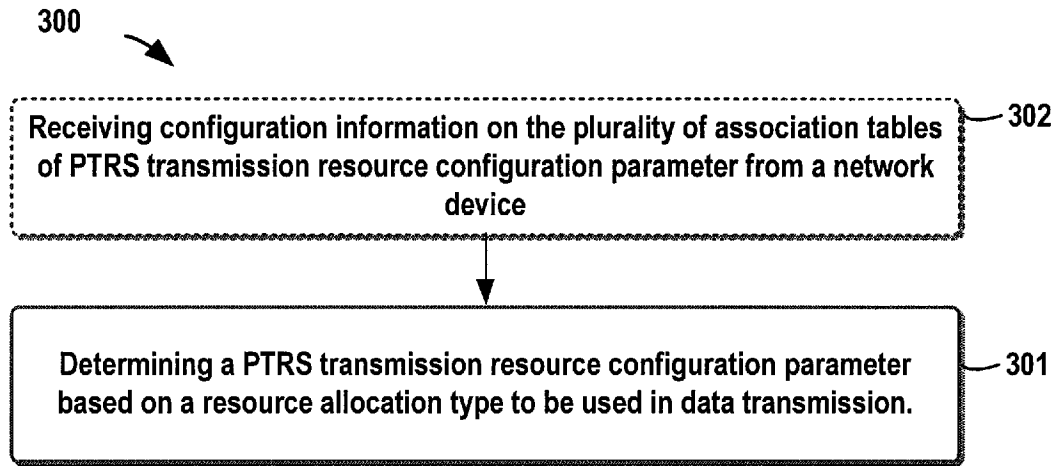 300
Receiving configuration information on the plurality of association tables
of PTRS transmission resource configuration parameter from a network
device
302
Determining a PTRS transmission resource configuration parameter
based on a resource allocation type to be used in data transmission.
301